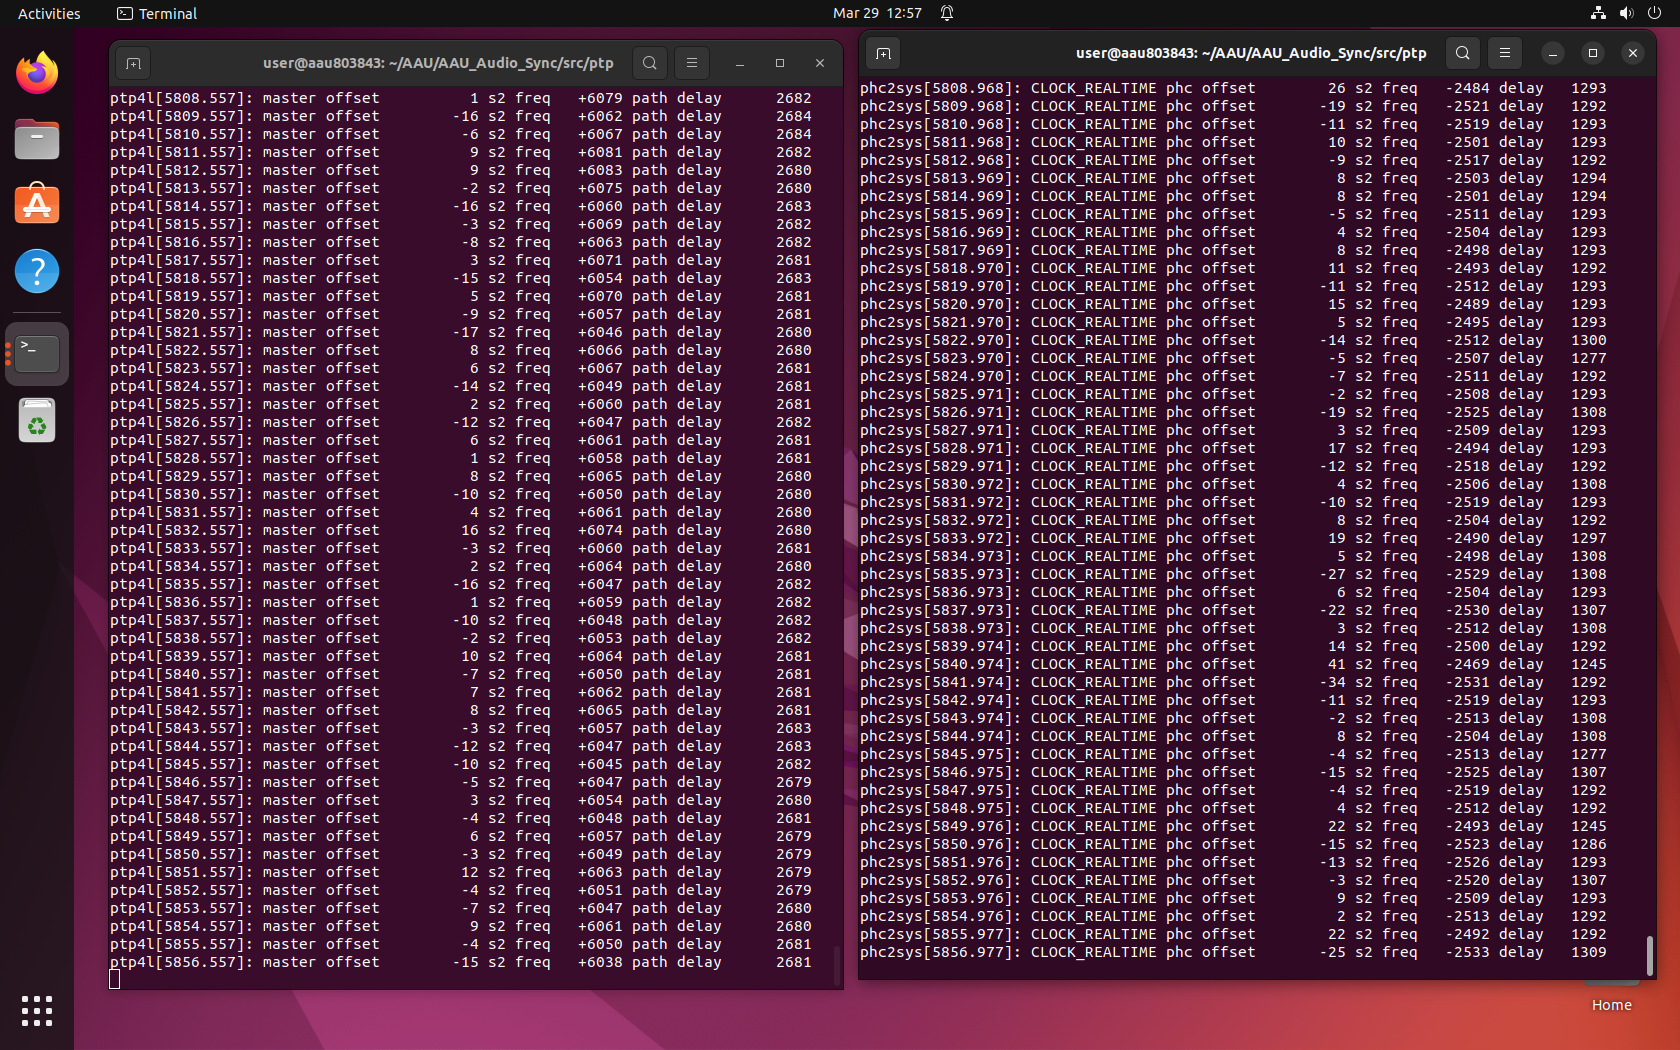 Activities
Terminal
Mar 29 12:57
user@aau803843: ~/AAU/AAU_Audio_Sync/src/ptp
ptp4l[5808.557]: master offset 1 s2 freq +6079 path delay 2682
ptp4l[5809.557]: master offset -16 s2 freq +6062 path delay 2684
ptp4l[5810.557]: master offset -6 s2 freq +6067 path delay 2684
ptp4l[5811.557]: master offset 9 s2 freq +6081 path delay 2682
ptp4l[5812.557]: master offset 9 s2 freq +6083 path delay 2680
ptp4l[5813.557]: master offset -2 s2 freq +6075 path delay 2680
ptp4l[5814.557]: master offset -16 s2 freq +6060 path delay 2683
ptp4l[5815.557]: master offset -3 s2 freq +6069 path delay 2682
ptp4l[5816.557]: master offset -8 s2 freq +6063 path delay 2682
ptp4l[5817.557]: master offset 3 s2 freq +6071 path delay 2681
ptp4l[5818.557]: master offset -15 s2 freq +6054 path delay 2683
ptp4l[5819.557]: master offset 5 s2 freq +6070 path delay 2681
ptp4l[5820.557]: master offset -9 s2 freq +6057 path delay 2681
ptp4l[5821.557]: master offset -17 s2 freq +6046 path delay 2680
ptp4l[5822.557]: master offset 8 s2 freq +6066 path delay 2680
ptp4l[5823.557]: master offset 6 s2 freq +6067 path delay 2681
ptp4l[5824.557]: master offset -14 s2 freq +6049 path delay 2681
ptp4l[5825.557]: master offset 2 s2 freq +6060 path delay 2681
ptp4l[5826.557]: master offset -12 s2 freq +6047 path delay 2682
ptp4l[5827.557]: master offset 6 s2 freq +6061 path delay 2681
ptp4l[5828.557]: master offset 1 s2 freq +6058 path delay 2681
ptp4l[5829.557]: master offset 8 s2 freq +6065 path delay 2680
ptp4l[5830.557]: master offset -10 s2 freq +6050 path delay 2680
ptp4l[5831.557]: master offset 4 s2 freq +6061 path delay 2680
ptp4l[5832.557]: master offset 16 s2 freq +6074 path delay 2680
ptp4l[5833.557]: master offset -3 s2 freq +6060 path delay 2681
ptp4l[5834.557]: master offset 2 s2 freq +6064 path delay 2680
ptp4l[5835.557]: master offset -16 s2 freq +6047 path delay 2682
ptp4l[5836.557]: master offset 1 s2 freq +6059 path delay 2682
ptp4l[5837.557]: master offset -10 s2 freq +6048 path delay 2682
ptp4l[5838.557]: master offset -2 s2 freq +6053 path delay 2682
ptp4l[5839.557]: master offset 10 s2 freq +6064 path delay 2681
ptp4l[5840.557]: master offset -7 s2 freq +6050 path delay 2681
ptp4l[5841.557]: master offset 7 s2 freq +6062 path delay 2681
ptp4l[5842.557]: master offset 8 s2 freq +6065 path delay 2681
ptp4l[5843.557]: master offset -3 s2 freq +6057 path delay 2683
ptp4l[5844.557]: master offset -12 s2 freq +6047 path delay 2683
ptp4l[5845.557]: master offset -10 s2 freq +6045 path delay 2682
ptp4l[5846.557]: master offset -5 s2 freq +6047 path delay 2679
ptp4l[5847.557]: master offset 3 s2 freq +6054 path delay 2680
ptp4l[5848.557]: master offset -4 s2 freq +6048 path delay 2681
ptp4l[5849.557]: master offset 6 s2 freq +6057 path delay 2679
ptp4l[5850.557]: master offset -3 s2 freq +6049 path delay 2679
ptp4l[5851.557]: master offset 12 s2 freq +6063 path delay 2679
ptp4l[5852.557]: master offset -4 s2 freq +6051 path delay 2679
ptp4l[5853.557]: master offset -7 s2 freq +6047 path delay 2680
ptp4l[5854.557]: master offset 9 s2 freq +6061 path delay 2680
ptp4l[5855.557]: master offset -4 s2 freq +6050 path delay 2681
ptp4l[5856.557]: master offset -15 s2 freq +6038 path delay 2681
user@aau803843: ~/AAU/AAU_Audio_Sync/src/ptp
phc2sys[5808.968]: CLOCK_REALTIME phc offset 26 s2 freq -2484 delay 1293
phc2sys[5809.968]: CLOCK_REALTIME phc offset -19 s2 freq -2521 delay 1292
phc2sys[5810.968]: CLOCK_REALTIME phc offset -11 s2 freq -2519 delay 1293
phc2sys[5811.968]: CLOCK_REALTIME phc offset 10 s2 freq -2501 delay 1293
phc2sys[5812.968]: CLOCK_REALTIME phc offset -9 s2 freq -2517 delay 1292
phc2sys[5813.969]: CLOCK_REALTIME phc offset 8 s2 freq -2503 delay 1294
phc2sys[5814.969]: CLOCK_REALTIME phc offset 8 s2 freq -2501 delay 1294
phc2sys[5815.969]: CLOCK_REALTIME phc offset -5 s2 freq -2511 delay 1293
phc2sys[5816.969]: CLOCK_REALTIME phc offset 4 s2 freq -2504 delay 1293
phc2sys[5817.969]: CLOCK_REALTIME phc offset 8 s2 freq -2498 delay 1293
phc2sys[5818.970]: CLOCK_REALTIME phc offset 11 s2 freq -2493 delay 1292
phc2sys[5819.970]: CLOCK_REALTIME phc offset -11 s2 freq -2512 delay 1293
phc2sys[5820.970]: CLOCK_REALTIME phc offset 15 s2 freq -2489 delay 1293
phc2sys[5821.970]: CLOCK_REALTIME phc offset 5 s2 freq -2495 delay 1293
phc2sys[5822.970]: CLOCK_REALTIME phc offset -14 s2 freq -2512 delay 1300
phc2sys[5823.970]: CLOCK_REALTIME phc offset -5 s2 freq -2507 delay 1277
phc2sys[5824.970]: CLOCK_REALTIME phc offset -7 s2 freq -2511 delay 1292
phc2sys[5825.971]: CLOCK_REALTIME phc offset -2 s2 freq -2508 delay 1293
phc2sys[5826.971]: CLOCK_REALTIME phc offset -19 s2 freq -2525 delay 1308
phc2sys[5827.971]: CLOCK_REALTIME phc offset 3 s2 freq -2509 delay 1293
phc2sys[5828.971]: CLOCK_REALTIME phc offset 17 s2 freq -2494 delay 1293
phc2sys[5829.971]: CLOCK_REALTIME phc offset -12 s2 freq -2518 delay 1292
phc2sys[5830.972]: CLOCK_REALTIME phc offset 4 s2 freq -2506 delay 1308
phc2sys[5831.972]: CLOCK_REALTIME phc offset -10 s2 freq -2519 delay 1293
phc2sys[5832.972]: CLOCK_REALTIME phc offset 8 s2 freq -2504 delay 1292
phc2sys[5833.972]: CLOCK_REALTIME phc offset 19 s2 freq -2490 delay 1297
phc2sys[5834.973]: CLOCK_REALTIME phc offset 5 s2 freq -2498 delay 1308
phc2sys[5835.973]: CLOCK_REALTIME phc offset -27 s2 freq -2529 delay 1308
phc2sys[5836.973]: CLOCK_REALTIME phc offset 6 s2 freq -2504 delay 1293
phc2sys[5837.973]: CLOCK_REALTIME phc offset -22 s2 freq -2530 delay 1307
phc2sys[5838.973]: CLOCK_REALTIME phc offset 3 s2 freq -2512 delay 1308
phc2sys[5839.974]: CLOCK_REALTIME phc offset 14 s2 freq -2500 delay 1292
phc2sys[5840.974]: CLOCK_REALTIME phc offset 41 s2 freq -2469 delay 1245
phc2sys[5841.974]: CLOCK_REALTIME phc offset -34 s2 freq -2531 delay 1292
phc2sys[5842.974]: CLOCK_REALTIME phc offset -11 s2 freq -2519 delay 1293
phc2sys[5843.974]: CLOCK_REALTIME phc offset -2 s2 freq -2513 delay 1308
phc2sys[5844.974]: CLOCK_REALTIME phc offset 8 s2 freq -2504 delay 1308
phc2sys[5845.975]: CLOCK_REALTIME phc offset -4 s2 freq -2513 delay 1277
phc2sys[5846.975]: CLOCK_REALTIME phc offset -15 s2 freq -2525 delay 1307
phc2sys[5847.975]: CLOCK_REALTIME phc offset -4 s2 freq -2519 delay 1292
phc2sys[5848.975]: CLOCK_REALTIME phc offset 4 s2 freq -2512 delay 1292
phc2sys[5849.976]: CLOCK_REALTIME phc offset 22 s2 freq -2493 delay 1245
phc2sys[5850.976]: CLOCK_REALTIME phc offset -15 s2 freq -2523 delay 1286
phc2sys[5851.976]: CLOCK_REALTIME phc offset -13 s2 freq -2526 delay 1293
phc2sys[5852.976]: CLOCK_REALTIME phc offset -3 s2 freq -2520 delay 1307
phc2sys[5853.976]: CLOCK_REALTIME phc offset 9 s2 freq -2509 delay 1293
phc2sys[5854.976]: CLOCK_REALTIME phc offset 2 s2 freq -2513 delay 1292
phc2sys[5855.977]: CLOCK_REALTIME phc offset 22 s2 freq -2492 delay 1292
phc2sys[5856.977]: CLOCK_REALTIME phc offset -25 s2 freq -2533 delay 1309
Home